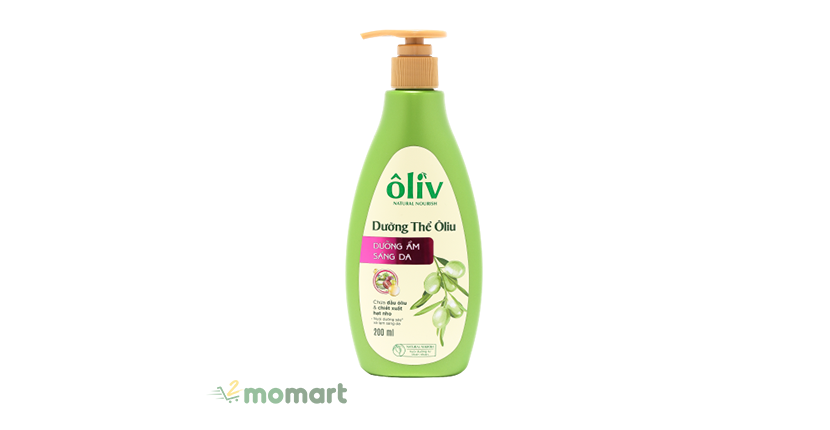 ôliv
NATURAL NOURISH
Dưỡng Thể Ôliu
DƯỠNG ẨM
SÁNG DA
Chứa dầu ôliu
& chiết xuất
hạt nho
200 ml
2momart